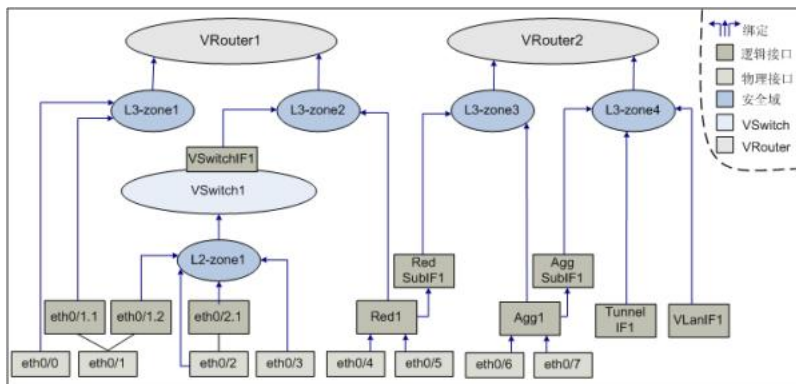 VRouter1
VRouter2
绑定
逻辑接口
物理接口
安全域
VSwitch
VRouter
L3-zone1
L3-zone2
L3-zone3
L3-zone4
VSwitchIF1
VSwitch1
L2-zone1
Red
SubIF1
Agg
SubIF1
eth0/1.1
eth0/1.2
eth0/2.1
Red1
Agg1
Tunnel
IF1
VLanIF1
eth0/0
eth0/1
eth0/2
eth0/3
eth0/4
eth0/5
eth0/6
eth0/7